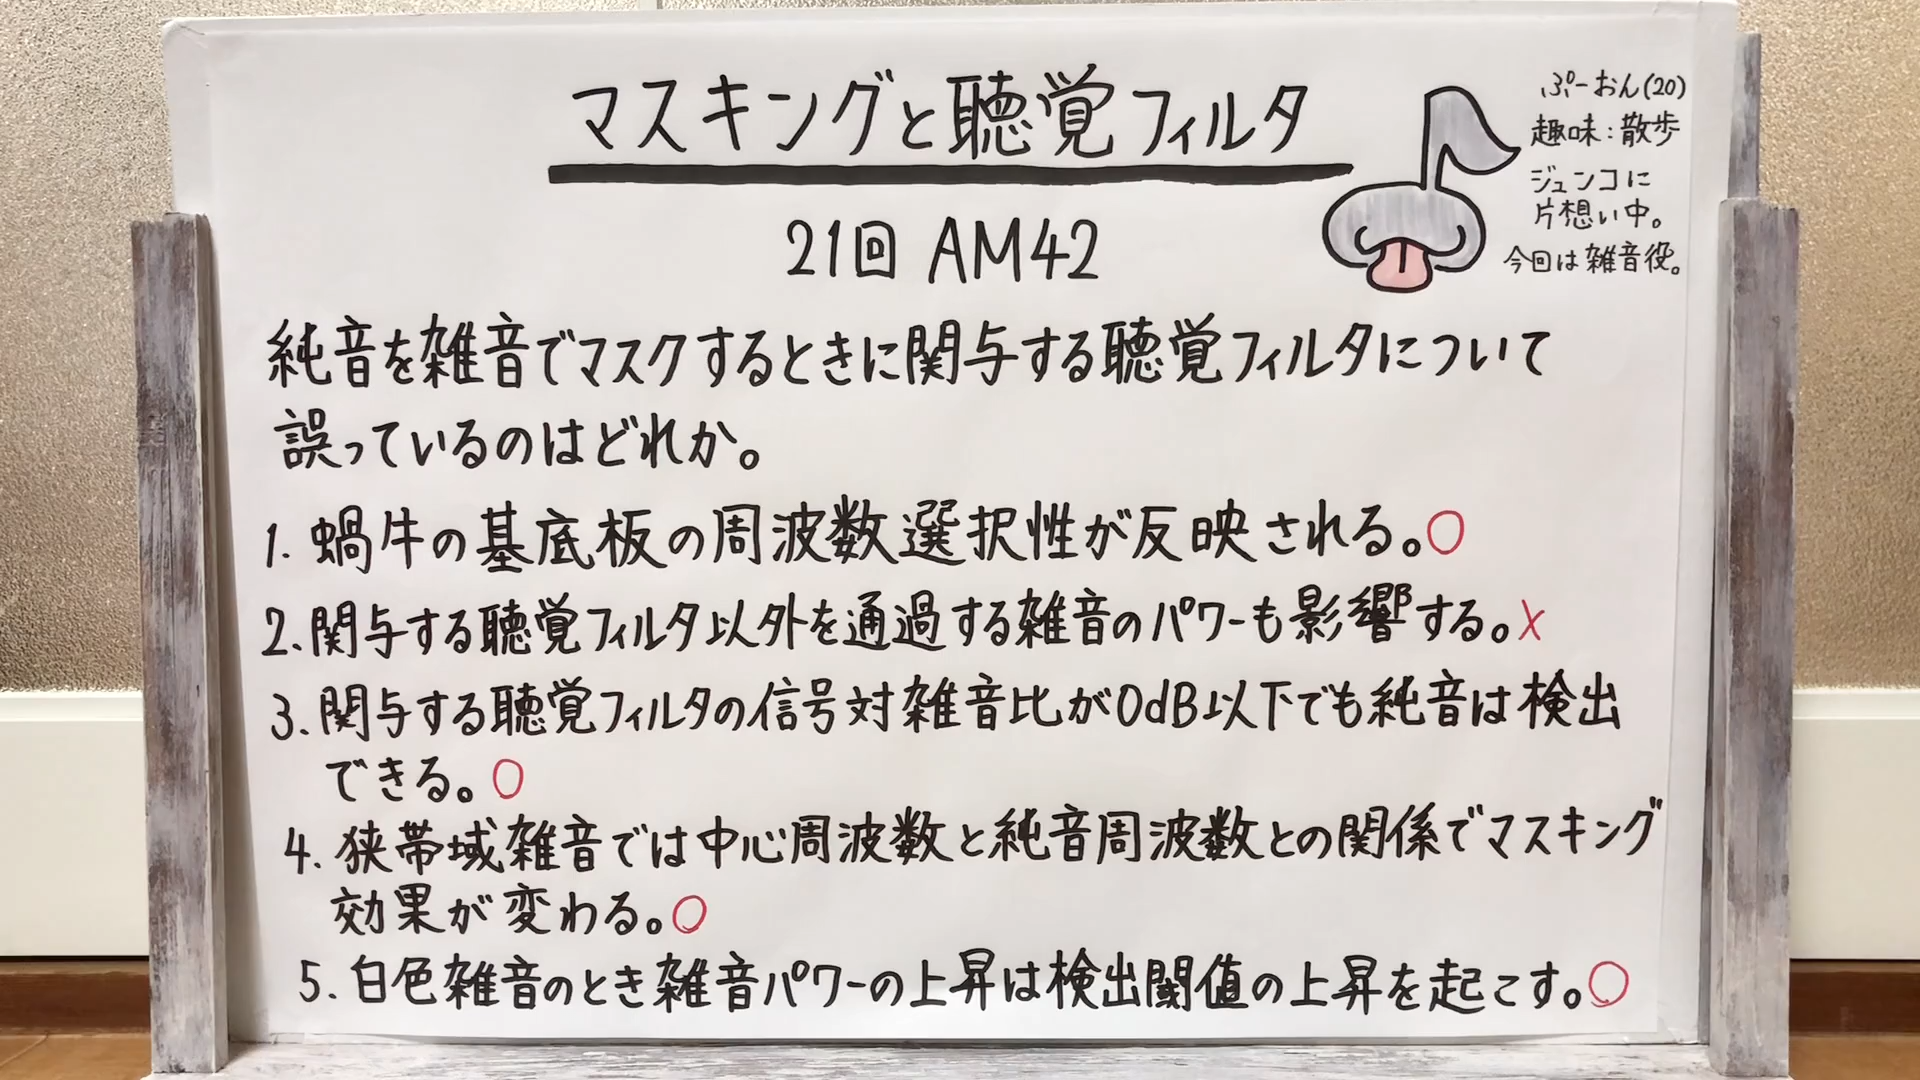 マスキングと聴覚フィルタ
ぷーおん(20)
趣味:散歩
ジュンコに
片想い中。
今回は雑音役。
21回 AM42
純音を雑音でマスクするときに関与する聴覚フィルタについて
誤っているのはどれか。
1. 蝸牛の基底板の周波数選択性が反映される。○
2. 関与する聴覚フィルタ以外を通過する雑音のパワーも影響する。×
3. 関与する聴覚フィルタの信号対雑音比が0dB以下でも純音は検出
できる。○
4. 狭帯域雑音では中心周波数と純音周波数との関係でマスキング
効果が変わる。○
5. 白色雑音のとき雑音パワーの上昇は検出閾値の上昇を起こす。○